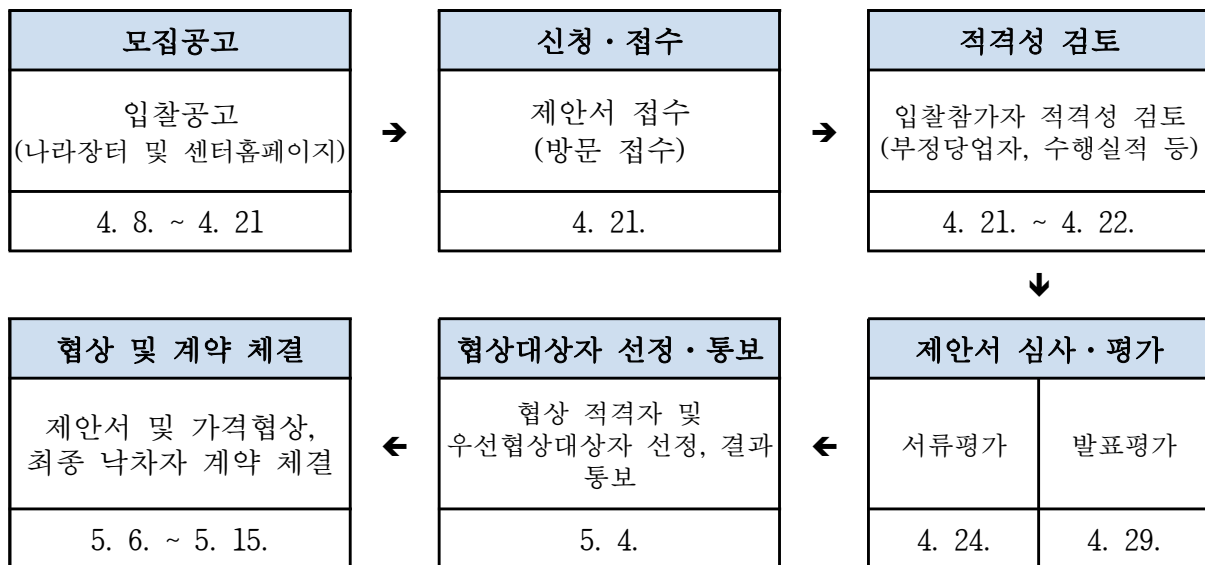 모집공고
입찰공고
(나라장터 및 센터홈페이지)
4. 8. ~ 4. 21
➔
신청·접수
제안서 접수
(방문 접수)
4. 21.
➔
적격성 검토
입찰참가자 적격성 검토
(부정당업자, 수행실적 등)
4. 21. ~ 4. 22.
🡳
제안서 심사·평가
서류평가
발표평가
4. 24.
4. 29.
🡰
협상대상자 선정·통보
협상 적격자 및
우선협상대상자 선정, 결과
통보
5. 4.
🡰
협상 및 계약 체결
제안서 및 가격협상,
최종 낙차자 계약 체결
5. 6. ~ 5. 15.